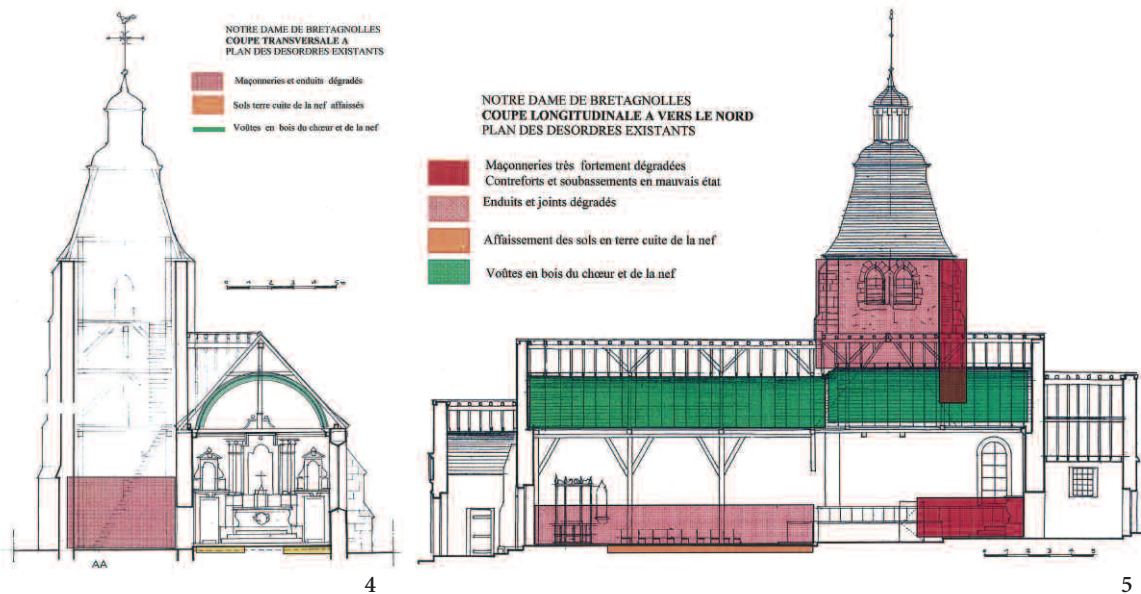 NOTRE DAME DE BRETAGNOLLES
COUPE TRANSVERSALE A
PLAN DES DESORDRES EXISTANTS
Maçonneries et enduits dégradés
Sols terre cuite de la nef affaissés
Voûtes en bois du chœur et de la nef
NOTRE DAME DE BRETAGNOLLES
COUPE LONGITUDINALE A VERS LE NORD
PLAN DES DESORDRES EXISTANTS
Maçonneries très fortement dégradées
Contreforts et soubassements en mauvais état
Enduits et joints dégradés
Affaissement des sols en terre cuite de la nef
Voûtes en bois du chœur et de la nef
AA
4
5